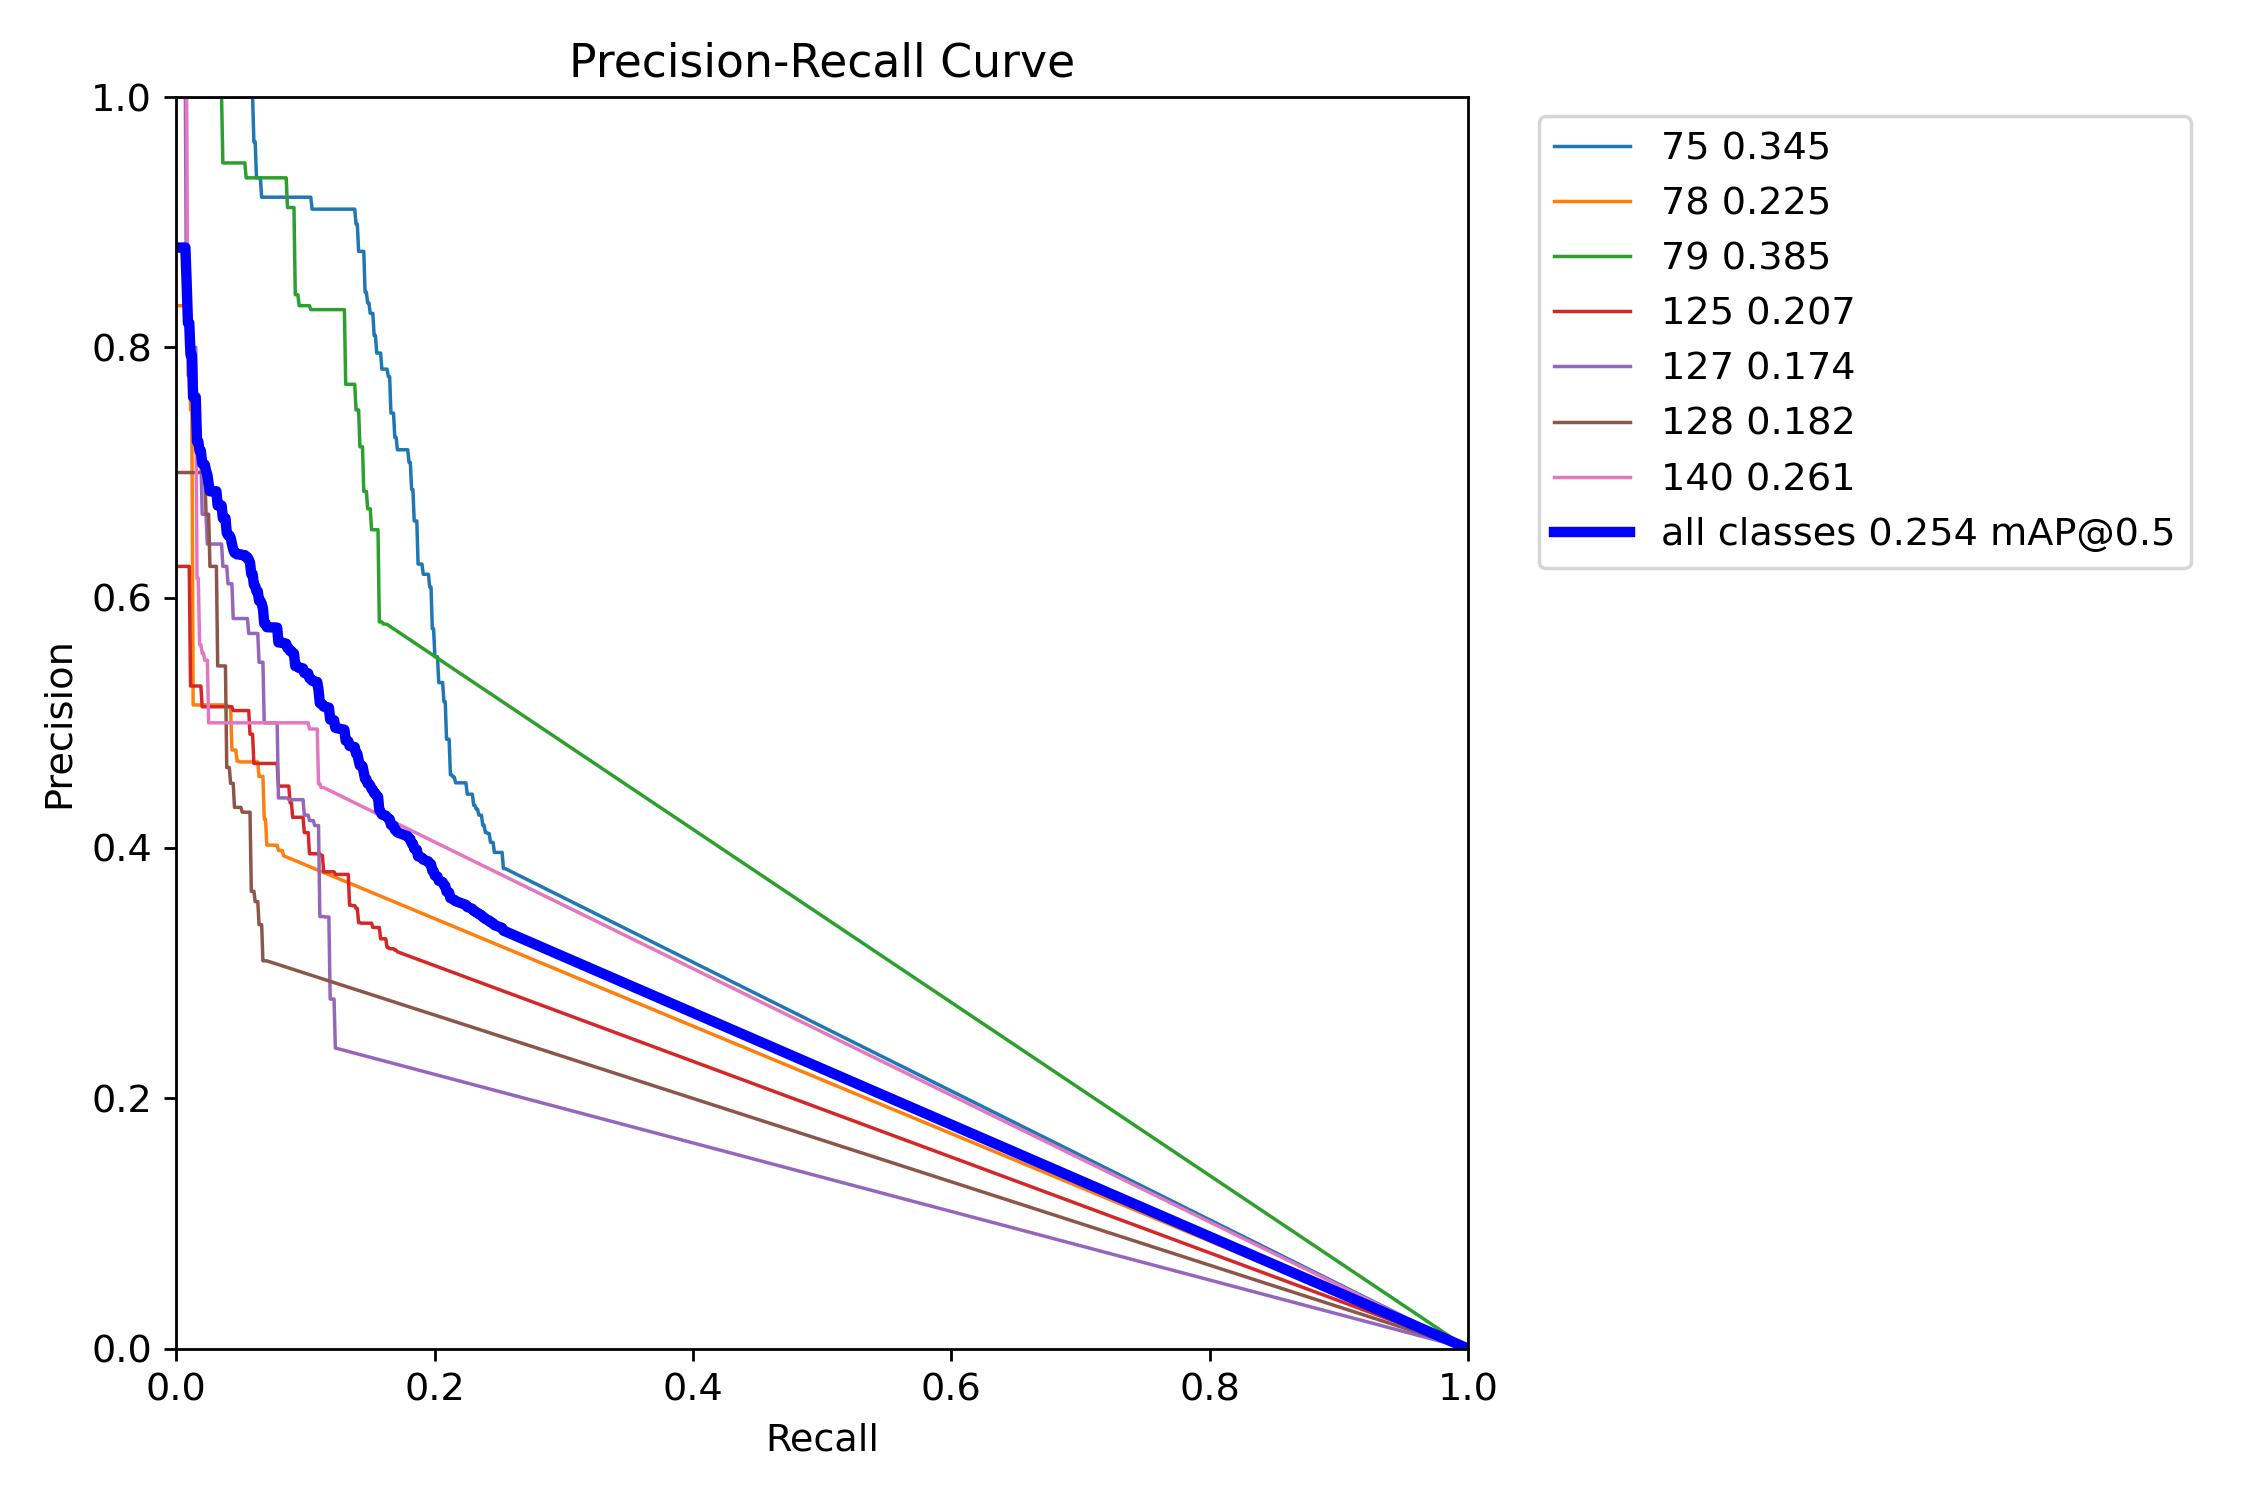 Precision-Recall Curve
1.0
0.8
0.6
0.4
0.2
0.0
Precision
0.0 0.2 0.4 0.6 0.8 1.0
Recall
75 0.345
78 0.225
79 0.385
125 0.207
127 0.174
128 0.182
140 0.261
all classes 0.254 mAP@0.5